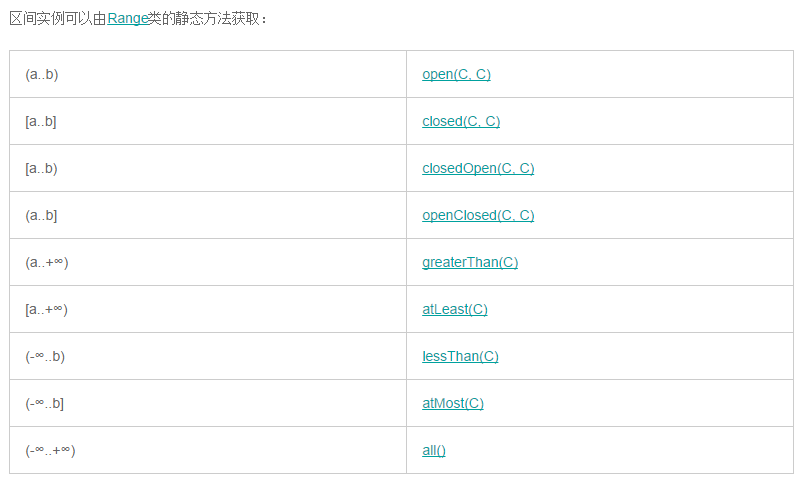 区间实例可以由Range类的静态方法获取：
(a..b) open(C, C)
[a..b] closed(C, C)
[a..b) closedOpen(C, C)
(a..b] openClosed(C, C)
(a..+∞) greaterThan(C)
[a..+∞) atLeast(C)
(-∞..b) lessThan(C)
(-∞..b] atMost(C)
(-∞..+∞) all()